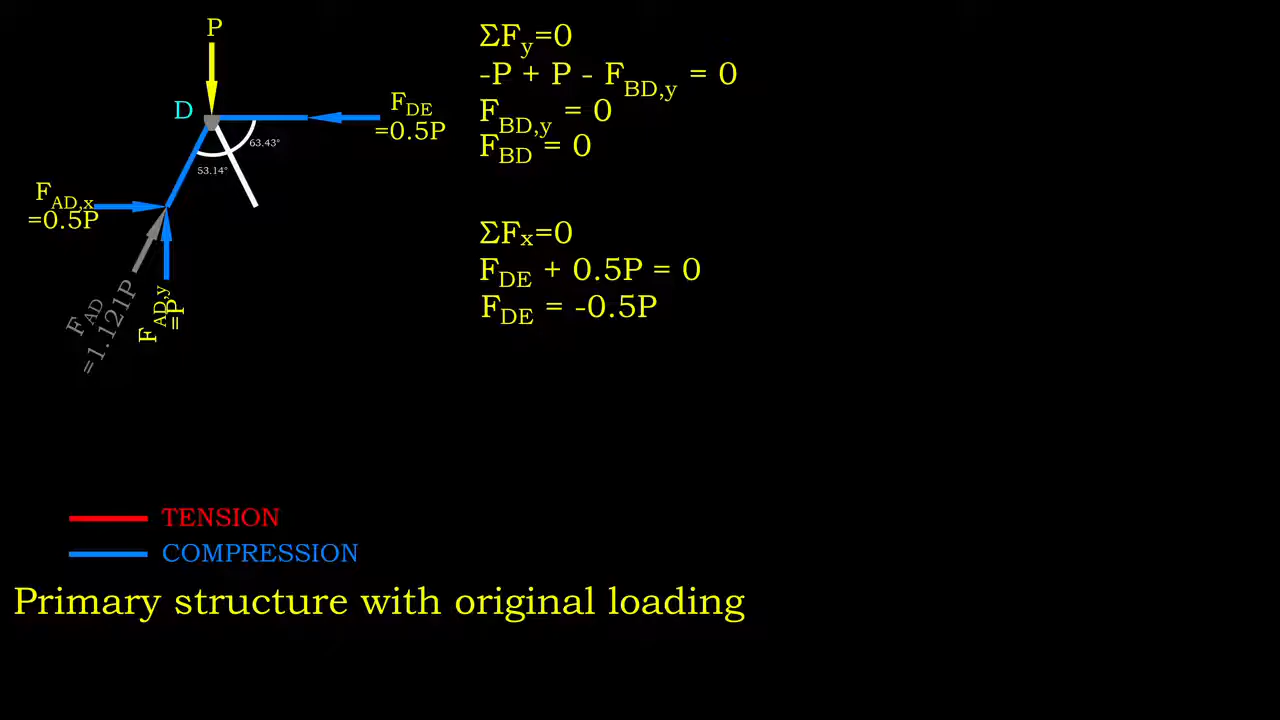 P
D
F_DE
=0.5P
63.43°
53.14°
F_AD,x
=0.5P
F_AD
=1.121P
F_AD,y
=P
ΣF_y=0
-P + P - F_BD,y = 0
F_BD,y = 0
F_BD = 0
ΣF_x=0
F_DE + 0.5P = 0
F_DE = -0.5P
TENSION
COMPRESSION
Primary structure with original loading